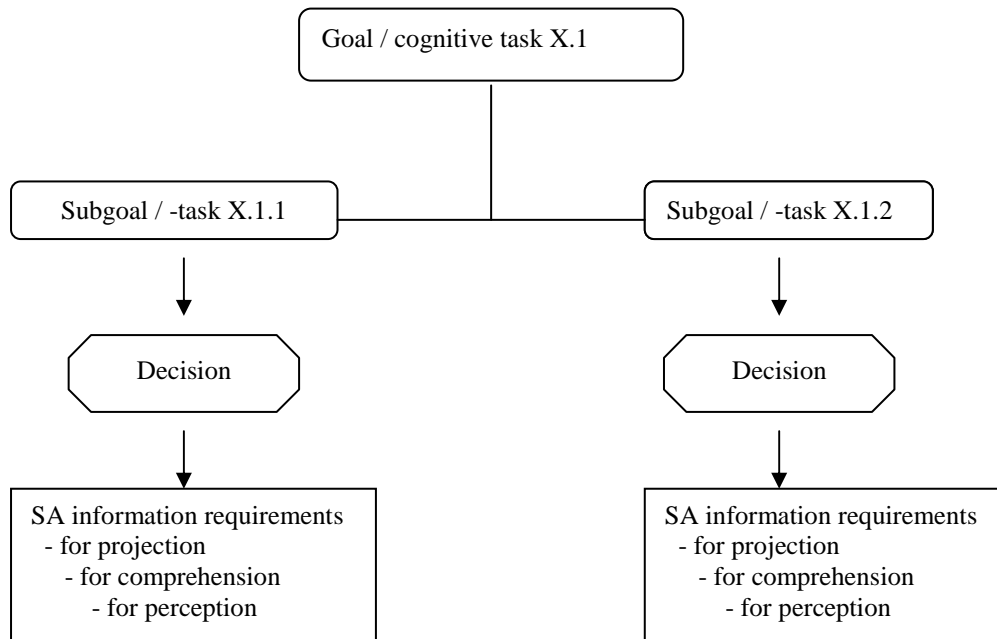 Goal / cognitive task X.1
Subgoal / -task X.1.1
Subgoal / -task X.1.2
Decision
Decision
SA information requirements
- for projection
- for comprehension
- for perception
SA information requirements
- for projection
- for comprehension
- for perception